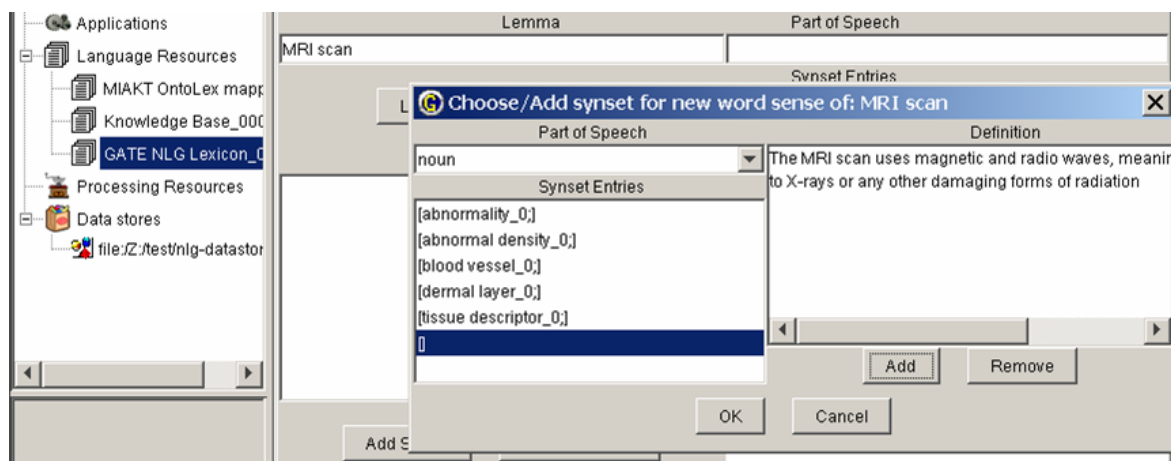 Applications
Language Resources
MIAKT OntoLex
Knowledge Base_000
GATE NLG Lexicon_0
Processing Resources
Data stores
file:/Z:/test/nlg-datastor
Lemma
Part of Speech
MRI scan
Synset Entries
Choose/Add synset for new word sense of: MRI scan
Part of Speech
Definition
noun
The MRI scan uses magnetic and radio waves,
to X-rays or any other damaging forms of radiation
Synset Entries
[abnormality_0;]
[abnormal density_0;]
[blood vessel_0;]
[dermal layer_0;]
[tissue descriptor_0;]
[]
Add
Remove
OK
Cancel
Add